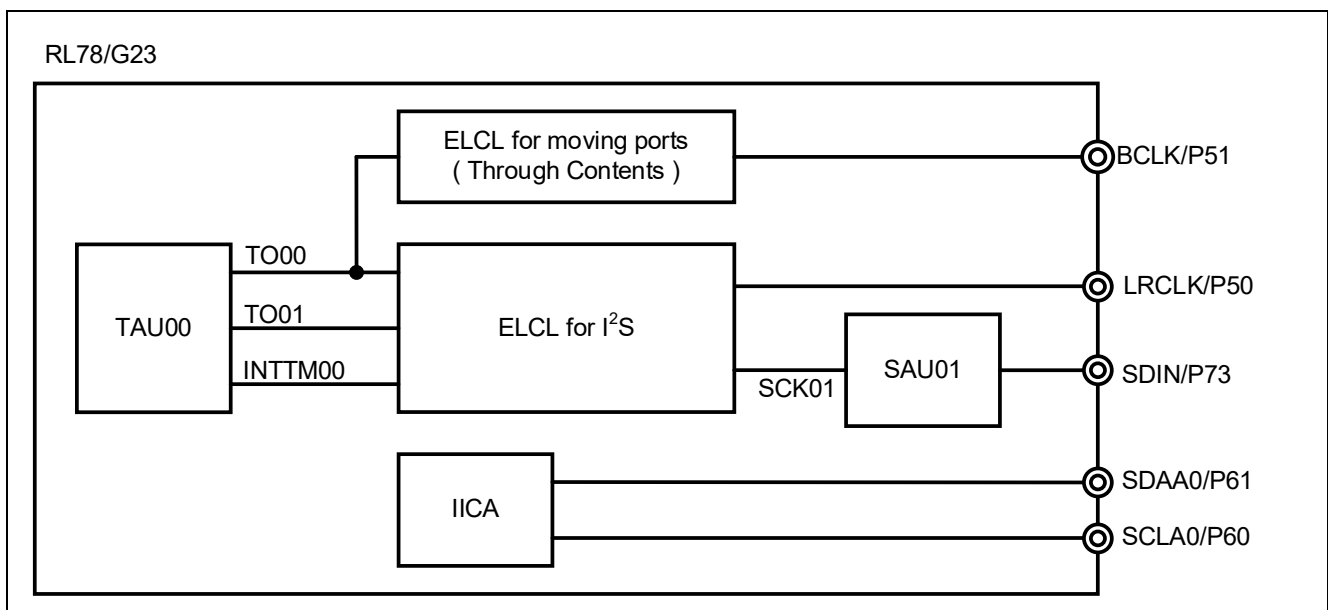 RL78/G23
ELCL for moving ports
( Through Contents )
BCLK/P51
TO00
TAU00
TO01
INTTM00
ELCL for I²S
LRCLK/P50
SCK01
SAU01
SDIN/P73
IICA
SDAA0/P61
SCLA0/P60